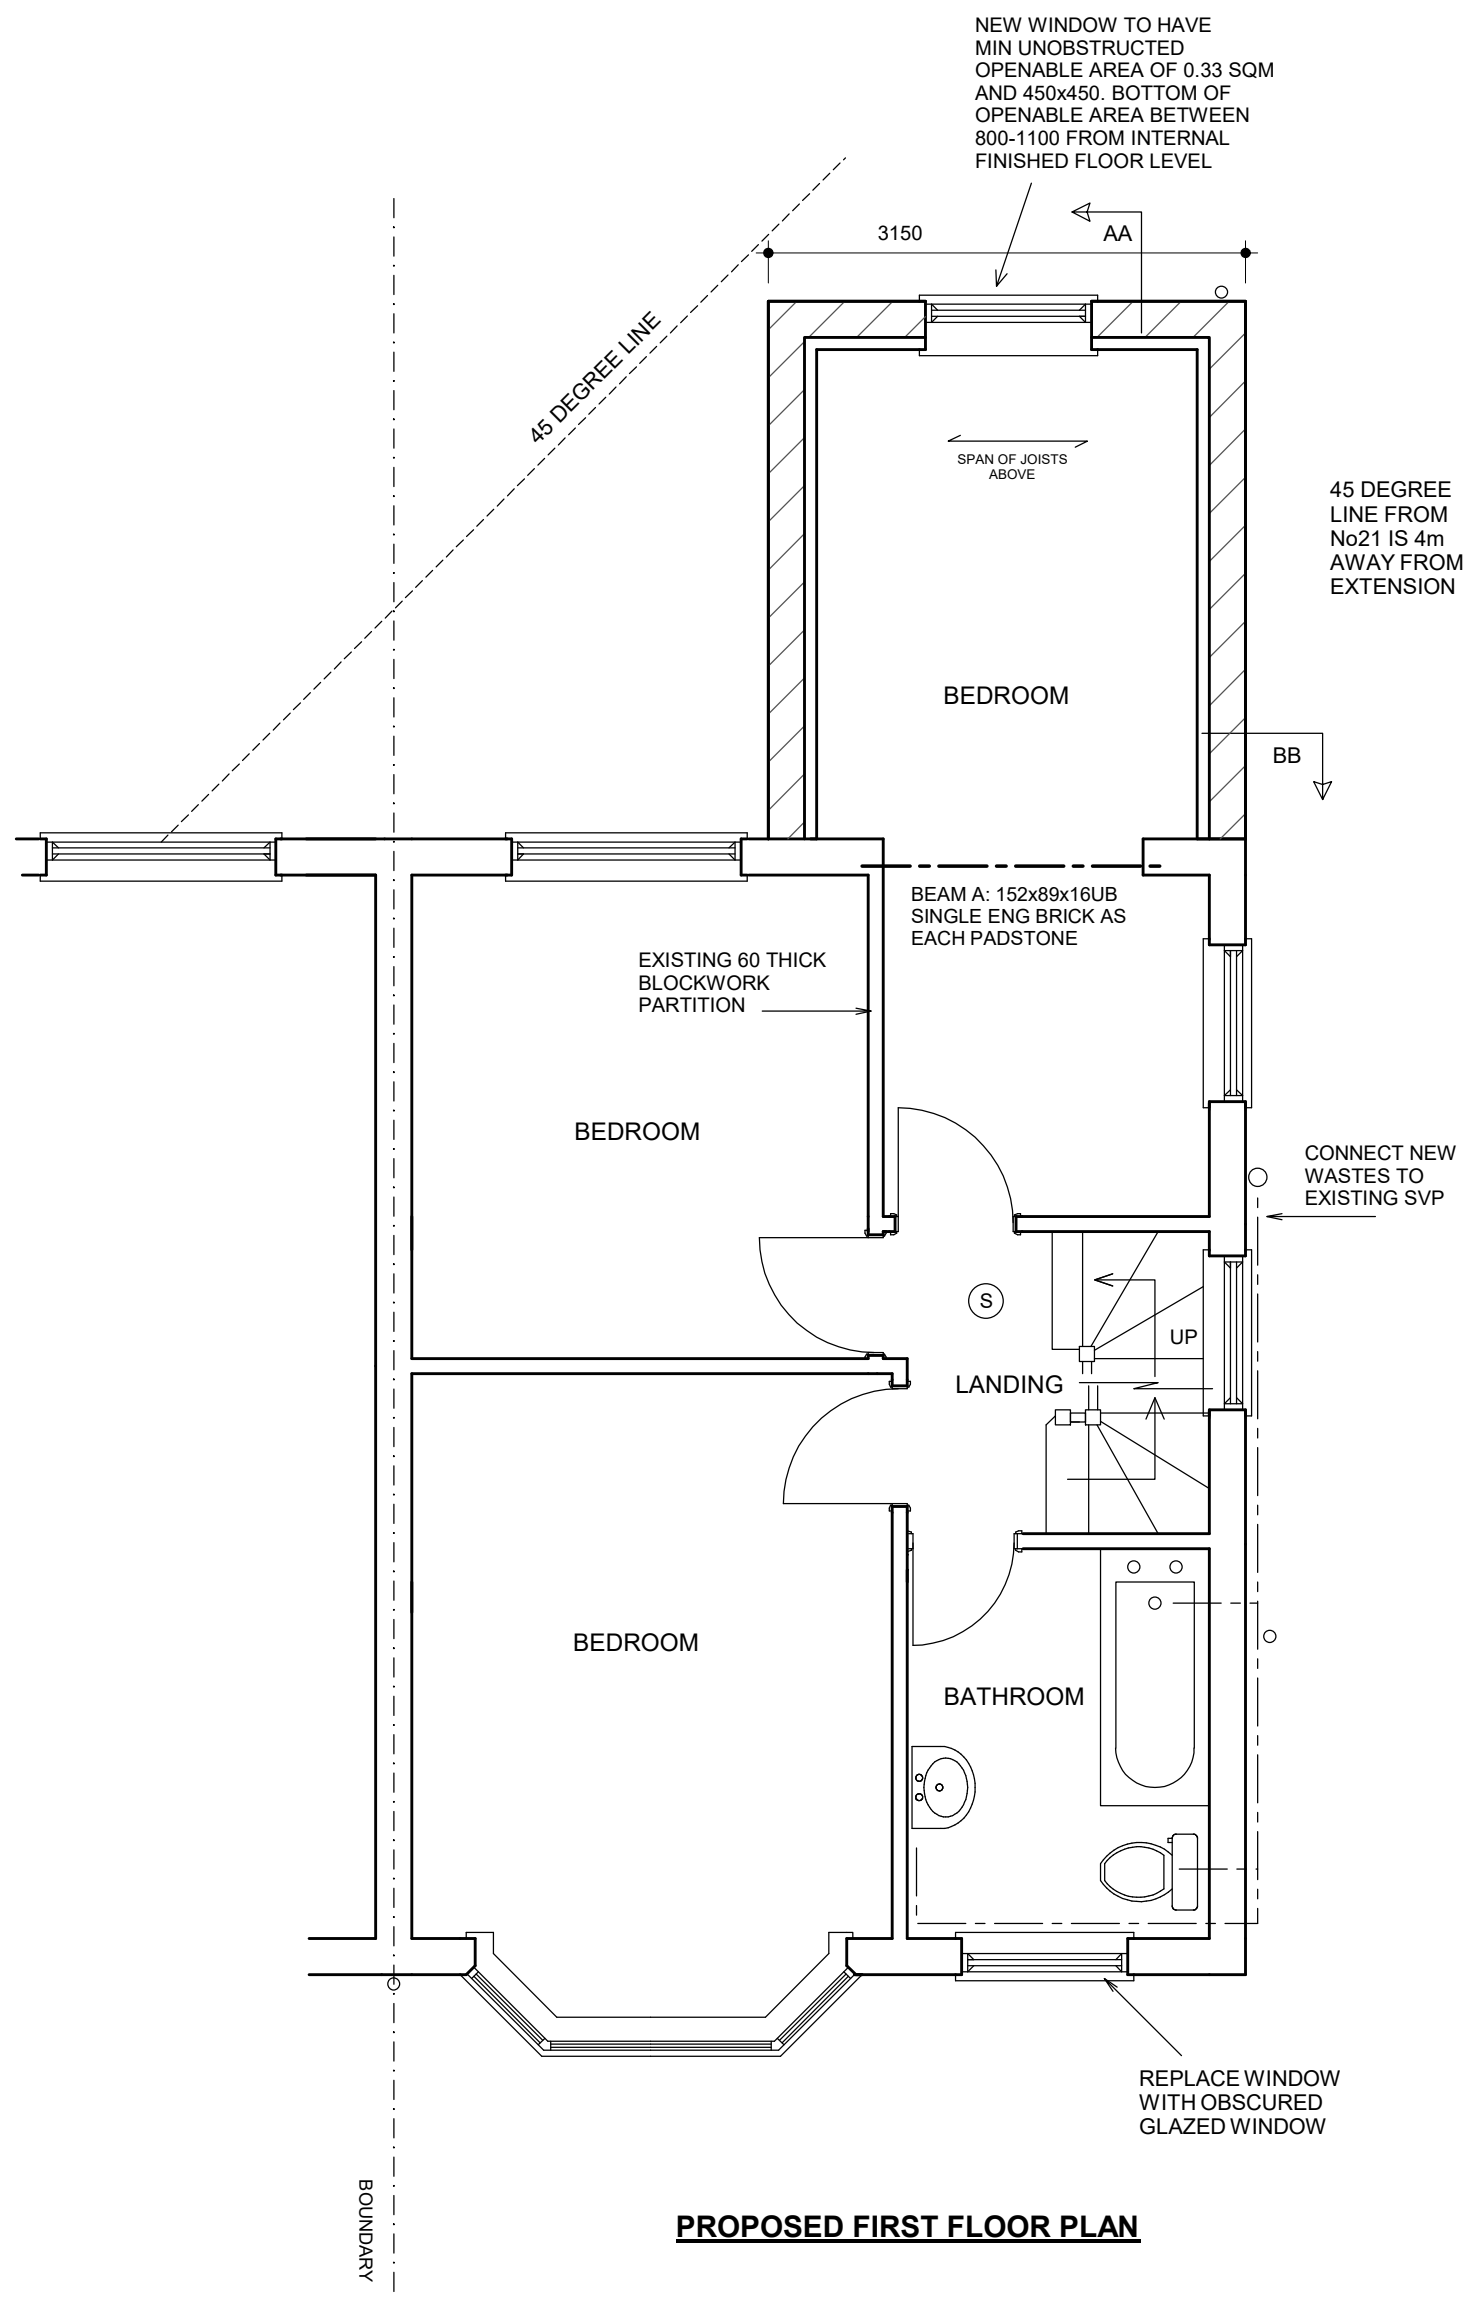 NEW WINDOW TO HAVE
MIN UNOBSTRUCTED
OPENABLE AREA OF 0.33 SQM
AND 450x450. BOTTOM OF
OPENABLE AREA BETWEEN
800-1100 FROM INTERNAL
FINISHED FLOOR LEVEL
3150
AA
45 DEGREE LINE
SPAN OF JOISTS
ABOVE
45 DEGREE
LINE FROM
No21 IS 4m
AWAY FROM
EXTENSION
BEDROOM
BB
BEAM A: 152x89x16UB
SINGLE ENG BRICK AS
EACH PADSTONE
EXISTING 60 THICK
BLOCKWORK
PARTITION
BEDROOM
CONNECT NEW
WASTES TO
EXISTING SVP
S
UP
LANDING
BEDROOM
BATHROOM
REPLACE WINDOW
WITH OBSCURED
GLAZED WINDOW
BOUNDARY
PROPOSED FIRST FLOOR PLAN